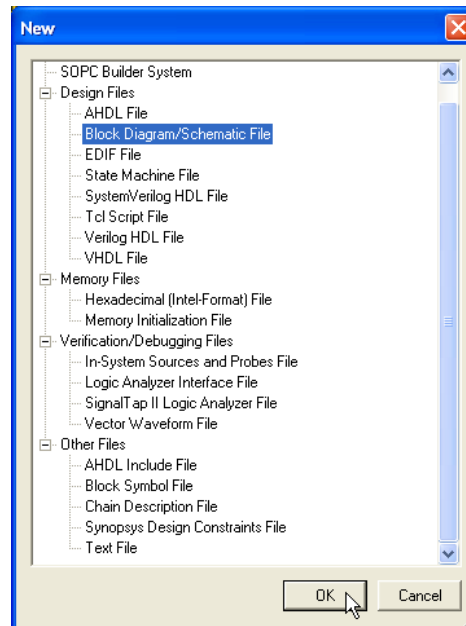 New
SOPC Builder System
Design Files
AHDL File
Block Diagram/Schematic File
EDIF File
State Machine File
SystemVerilog HDL File
Tcl Script File
Verilog HDL File
VHDL File
Memory Files
Hexadecimal (Intel-Format) File
Memory Initialization File
Verification/Debugging Files
In-System Sources and Probes File
Logic Analyzer Interface File
SignalTap II Logic Analyzer File
Vector Waveform File
Other Files
AHDL Include File
Block Symbol File
Chain Description File
Synopsys Design Constraints File
Text File
OK Cancel